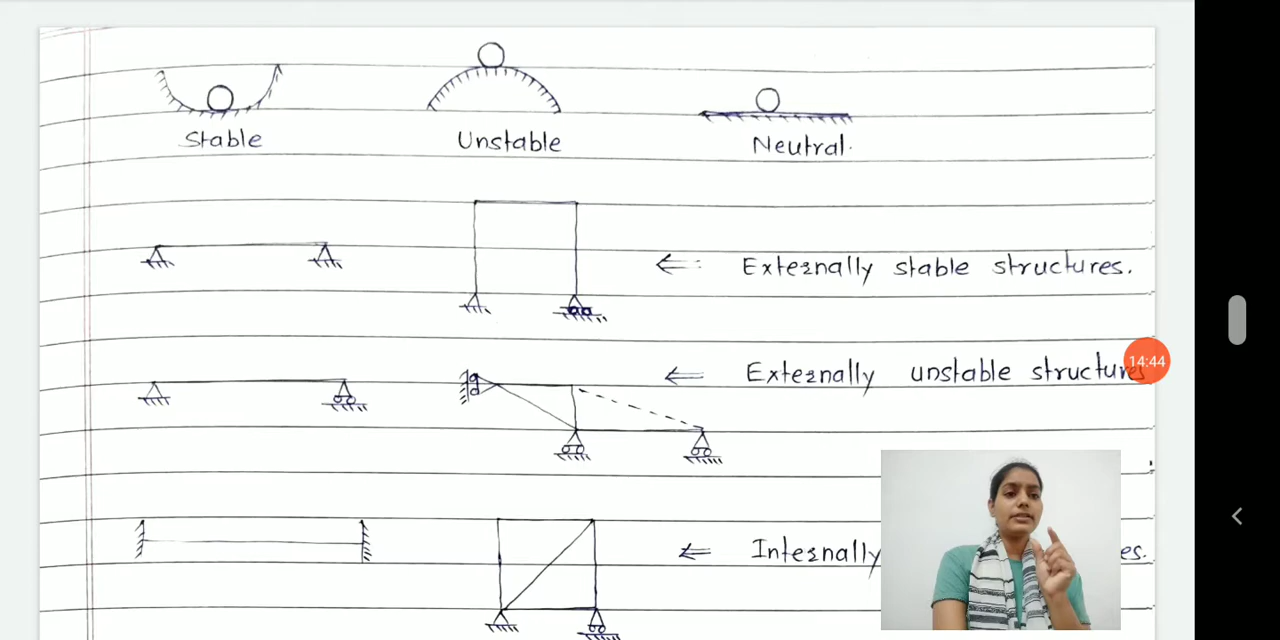 Stable
Unstable
Neutral.
Externally stable structures.
Externally unstable structures
14:44
Internally
es.